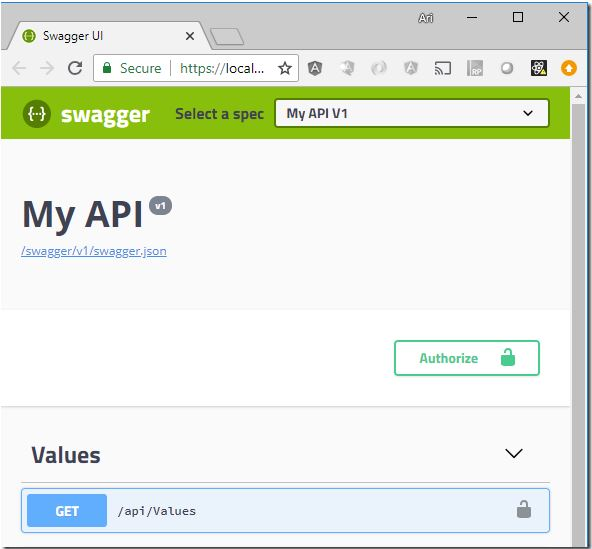 Ari
Swagger UI
Secure https://local...
RP
{··} swagger Select a spec My API V1
My API v1
/swagger/v1/swagger.json
Authorize
Values
GET /api/Values